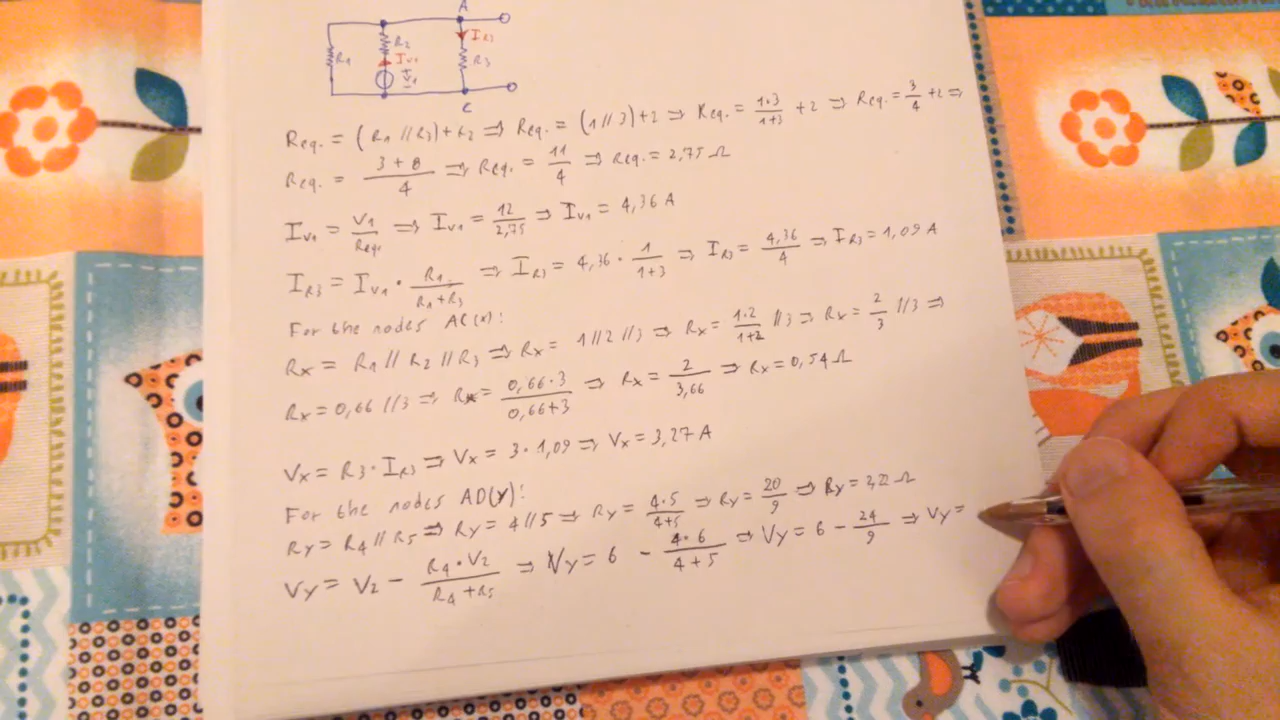 A
R1
R2
IR3
IV1
V1
R3
C
Req. = (R1 // R3) + R2 ⇒ Req. = (1 // 3) + 2 ⇒ Req. = 1·3/1+3 + 2 ⇒ Req. = 3/4 + 2 ⇒
Req. = 3 + 8/4 ⇒ Req. = 11/4 ⇒ Req. = 2,75 Ω
IV1 = V1/Req. ⇒ IV1 = 12/2,75 ⇒ IV1 = 4,36 A
IR3 = IV1 · R1/R1+R3 ⇒ IR3 = 4,36 · 1/1+3 ⇒ IR3 = 4,36/4 ⇒ IR3 = 1,09 A
For the nodes AC(x):
Rx = R1 // R2 // R3 ⇒ Rx = 1 // 2 // 3 ⇒ Rx = 1·2/1+2 // 3 ⇒ Rx = 2/3 // 3 ⇒
Rx = 0,66 // 3 ⇒ Rx = 0,66·3/0,66+3 ⇒ Rx = 2/3,66 ⇒ Rx = 0,54 Ω
Vx = R3 · IR3 ⇒ Vx = 3 · 1,09 ⇒ Vx = 3,27 A
For the nodes AD(y):
Ry = R4 // R5 ⇒ Ry = 4 // 5 ⇒ Ry = 4·5/4+5 ⇒ Ry = 20/9 ⇒ Ry = 2,22 Ω
Vy = V2 − R4·V2/R4+R5 ⇒ Vy = 6 − 4·6/4+5 ⇒ Vy = 6 − 24/9 ⇒ Vy =